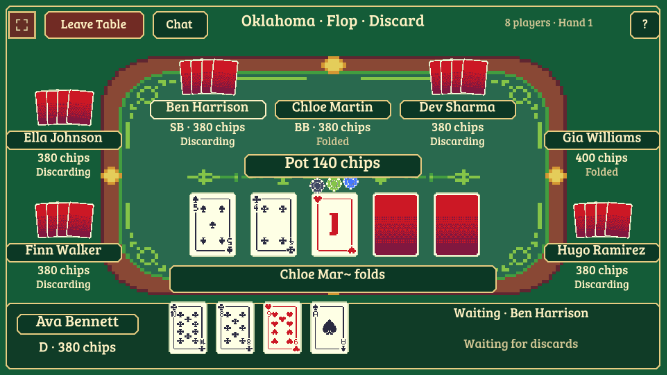 Leave Table
Chat
Oklahoma · Flop · Discard
8 players · Hand 1
?
Ben Harrison
SB · 380 chips
Discarding
Chloe Martin
BB · 380 chips
Folded
Dev Sharma
380 chips
Discarding
Ella Johnson
380 chips
Discarding
Gia Williams
400 chips
Folded
Pot 140 chips
J
Finn Walker
380 chips
Discarding
Hugo Ramirez
380 chips
Discarding
Chloe Mar~ folds
Ava Bennett
D · 380 chips
Waiting · Ben Harrison
Waiting for discards